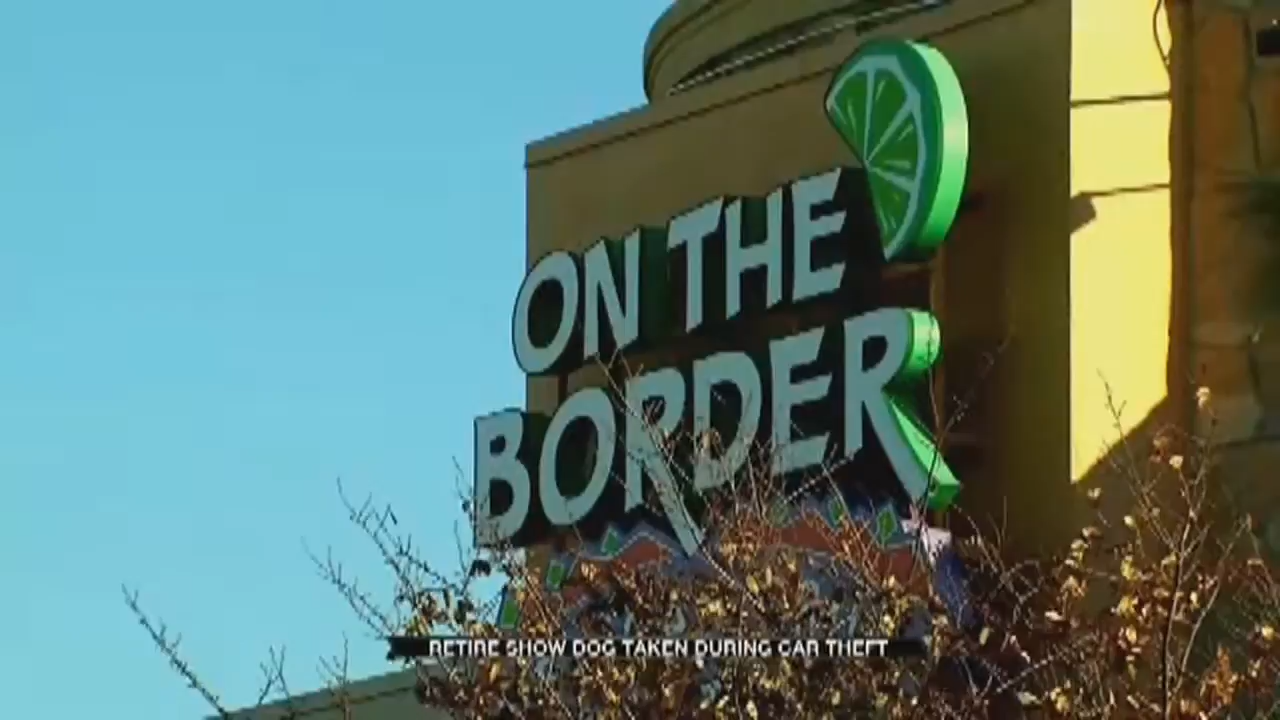 ON THE
BORDER
RETIRE SHOW DOG TAKEN DURING CAR THEFT